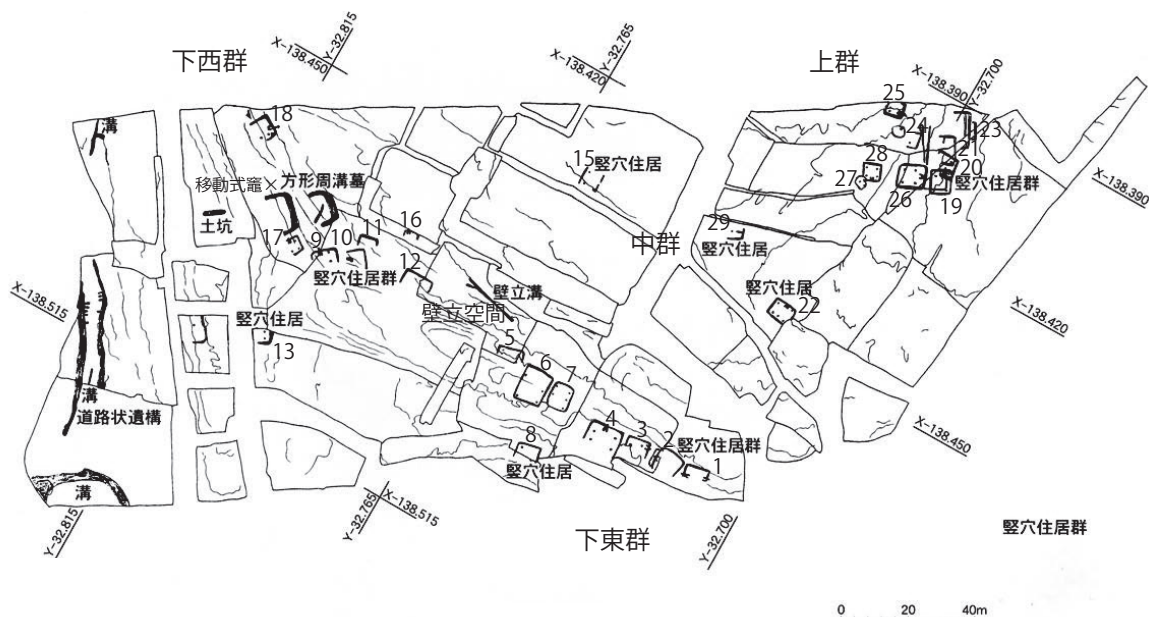 下西群
X-138.450
Y-32.815
X-138.420
Y-32.765
上群
X-138.390
Y-32.700
溝
18
25
24
23
21
移動式竈×
方形周溝墓
15
竪穴住居
28
27
26
20
竪穴住居群
19
X-138.390
土坑
17
9
10
11
16
竪穴住居群
12
中群
29
竪穴住居
X-138.515
壁立溝
壁立空間
竪穴住居
22
X-138.420
竪穴住居
13
5
6
7
溝
道路状遺構
4
3
2
竪穴住居群
1
8
竪穴住居
X-138.450
溝
Y-32.815
Y-32.765
X-138.515
下東群
Y-32.700
竪穴住居群
0 20 40m